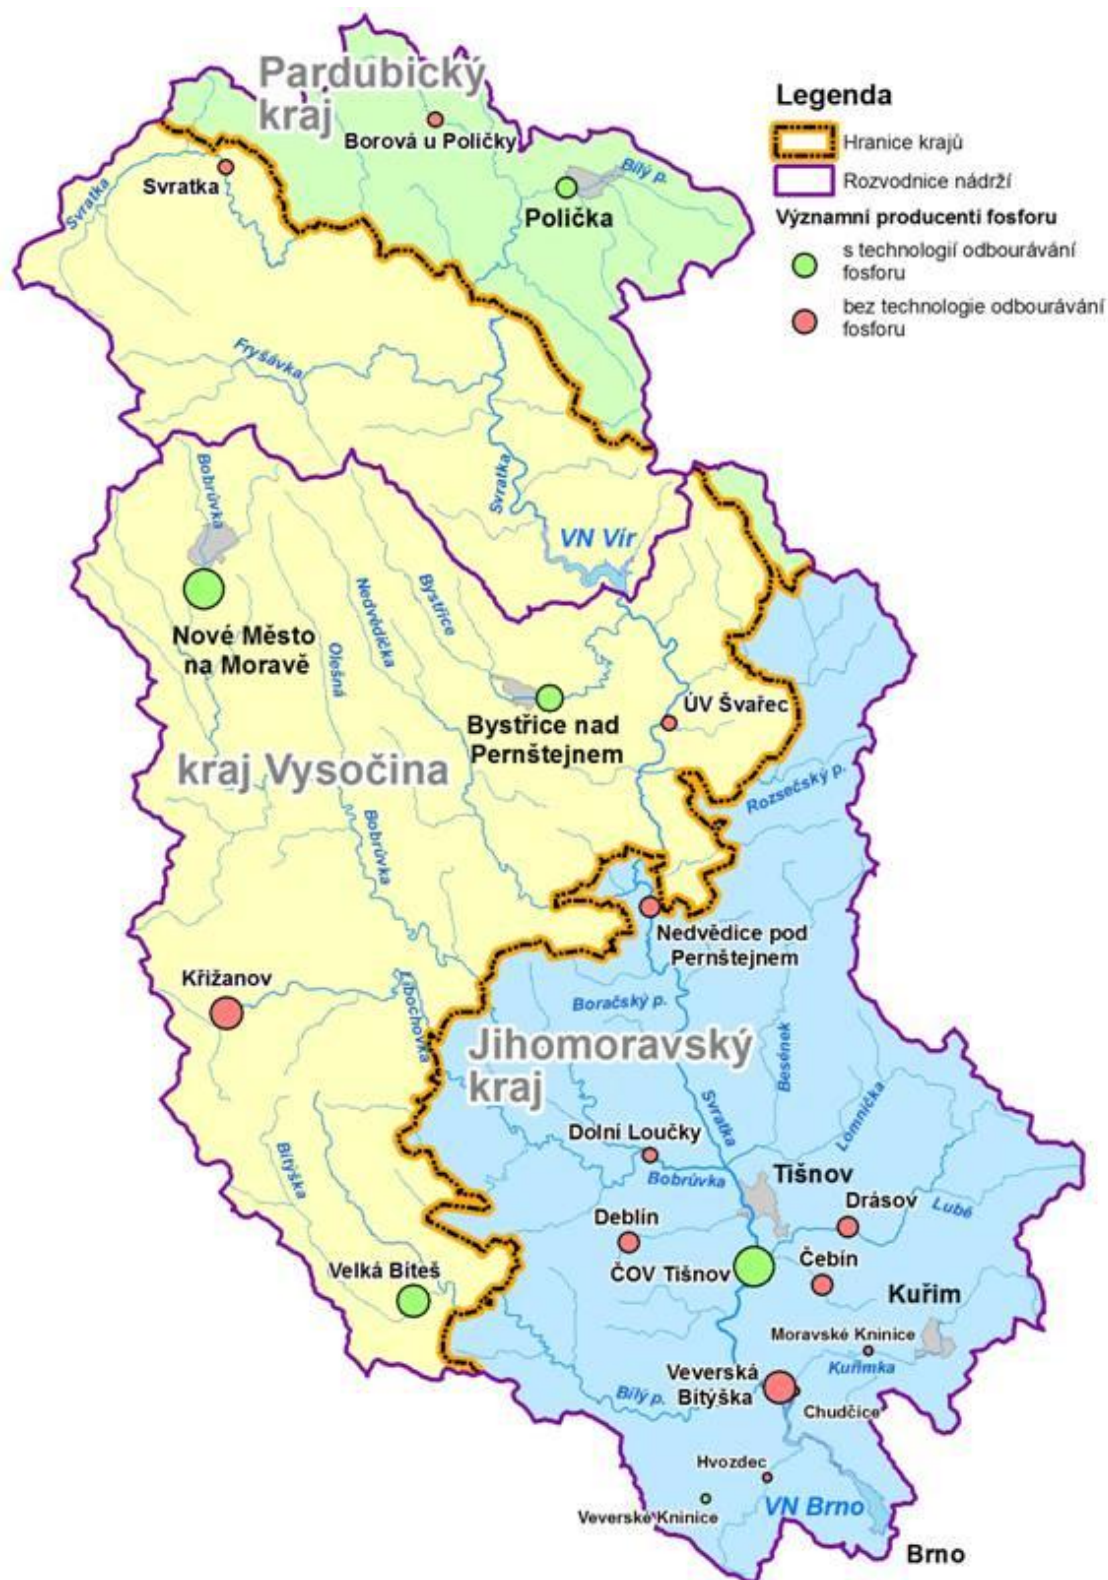 Pardubický
kraj
Legenda
Hranice krajů
Rozvodnice nádrží
Významní producenti fosforu
s technologií odbourávání
fosforu
bez technologie odbourávání
fosforu
Borová u Poličky
Bílý p.
Svratka
Svratka
Polička
Fryšávka
Svratka
Bobrůvka
VN Vír
Bystřice
Nedvědička
Nové Město
na Moravě
Olešná
ÚV Švařec
Bystřice nad
Pernštejnem
kraj Vysočina
Rozsečský p.
Bobrůvka
Nedvědice pod
Pernštejnem
Křižanov
Libochovka
Boračský p.
Jihomoravský
kraj
Besének
Svratka
Lomnička
Dolní Loučky
Bobrůvka
Tišnov
Bítýška
Drásov
Lubě
Deblín
Velká Bíteš
ČOV Tišnov
Čebín
Kuřim
Moravské Kninice
Kuřimka
Veverská
Bítýška
Bílý p.
Chudčice
Hvozdec
VN Brno
Veverské Kninice
Brno